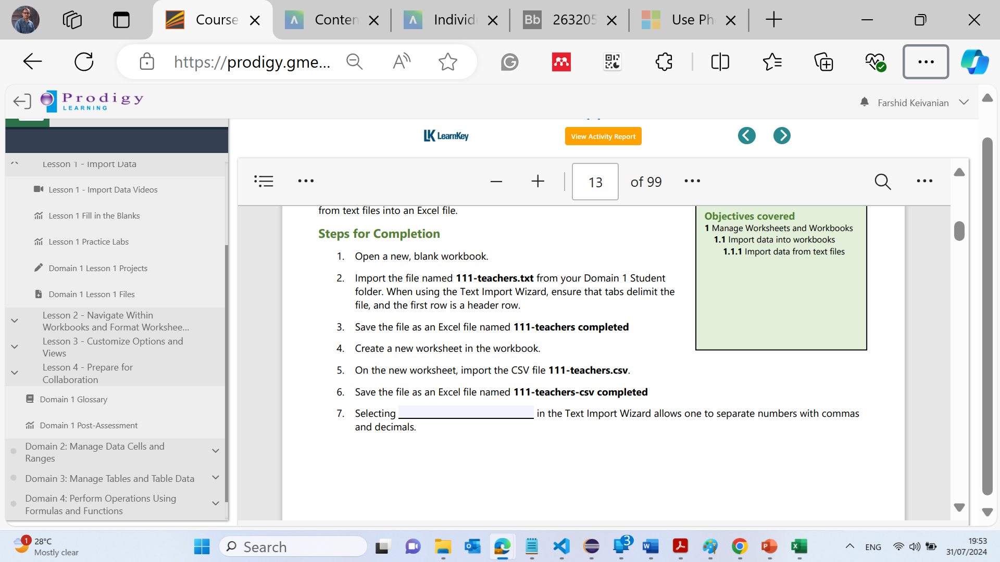 Course
Conten
Individ
Bb
263205
Use Ph
https://prodigy.gme...
Prodigy
LEARNING
Farshid Keivanian
LK LearnKey
View Activity Report
Lesson 1 - Import Data
Lesson 1 - Import Data Videos
Lesson 1 Fill in the Blanks
Lesson 1 Practice Labs
Domain 1 Lesson 1 Projects
Domain 1 Lesson 1 Files
Lesson 2 - Navigate Within
Workbooks and Format Workshee...
Lesson 3 - Customize Options and
Views
Lesson 4 - Prepare for
Collaboration
Domain 1 Glossary
Domain 1 Post-Assessment
Domain 2: Manage Data Cells and
Ranges
Domain 3: Manage Tables and Table Data
Domain 4: Perform Operations Using
Formulas and Functions
13 of 99
from text files into an Excel file.
Steps for Completion
1. Open a new, blank workbook.
2. Import the file named 111-teachers.txt from your Domain 1 Student
folder. When using the Text Import Wizard, ensure that tabs delimit the
file, and the first row is a header row.
3. Save the file as an Excel file named 111-teachers completed
4. Create a new worksheet in the workbook.
5. On the new worksheet, import the CSV file 111-teachers.csv.
6. Save the file as an Excel file named 111-teachers-csv completed
7. Selecting in the Text Import Wizard allows one to separate numbers with commas
and decimals.
Objectives covered
1 Manage Worksheets and Workbooks
1.1 Import data into workbooks
1.1.1 Import data from text files
1
28°C
Mostly clear
Search
3
ENG
19:53
31/07/2024